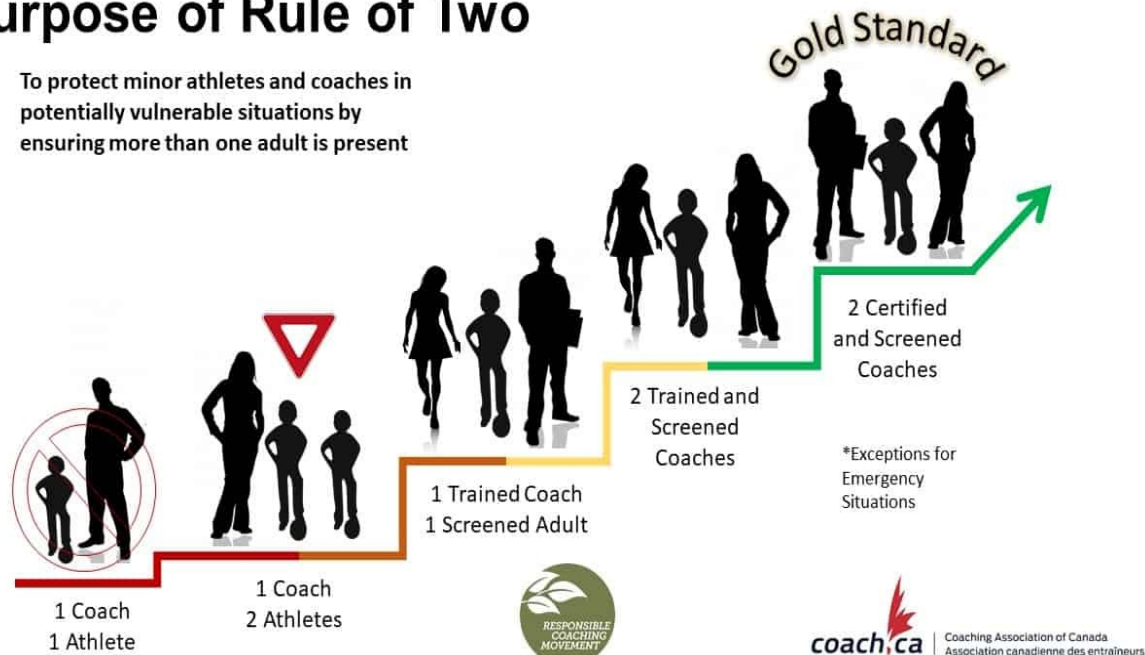 urpose of Rule of Two
To protect minor athletes and coaches in
potentially vulnerable situations by
ensuring more than one adult is present
Gold Standard
2 Certified
and Screened
Coaches
2 Trained and
Screened
Coaches
*Exceptions for
Emergency
Situations
1 Trained Coach
1 Screened Adult
1 Coach
2 Athletes
1 Coach
1 Athlete
RESPONSIBLE
COACHING
MOVEMENT
coach.ca
Coaching Association of Canada
Association canadienne des entraîneurs